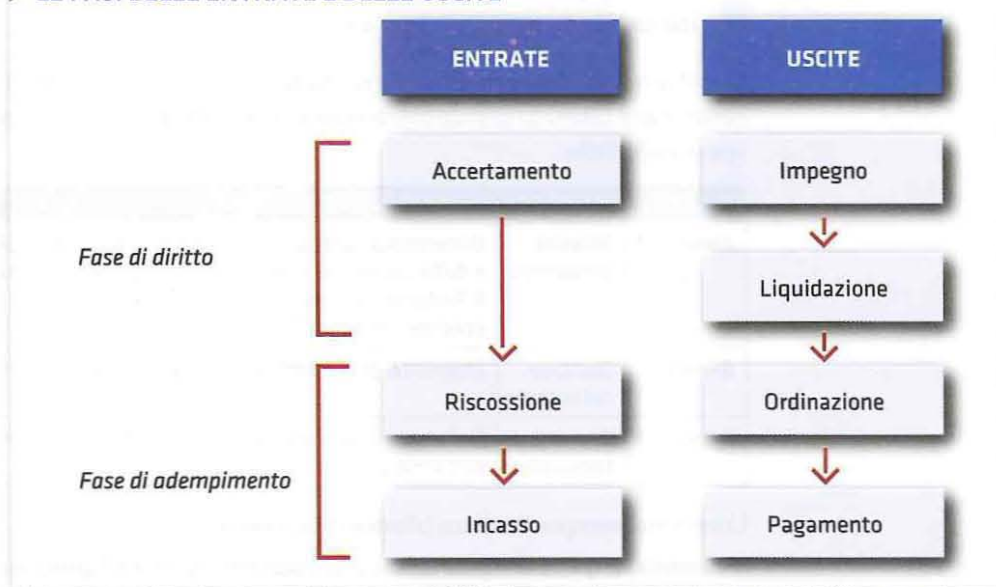 ENTRATE USCITE
Accertamento Impegno
Fase di diritto
Liquidazione
Riscossione Ordinazione
Fase di adempimento
Incasso Pagamento